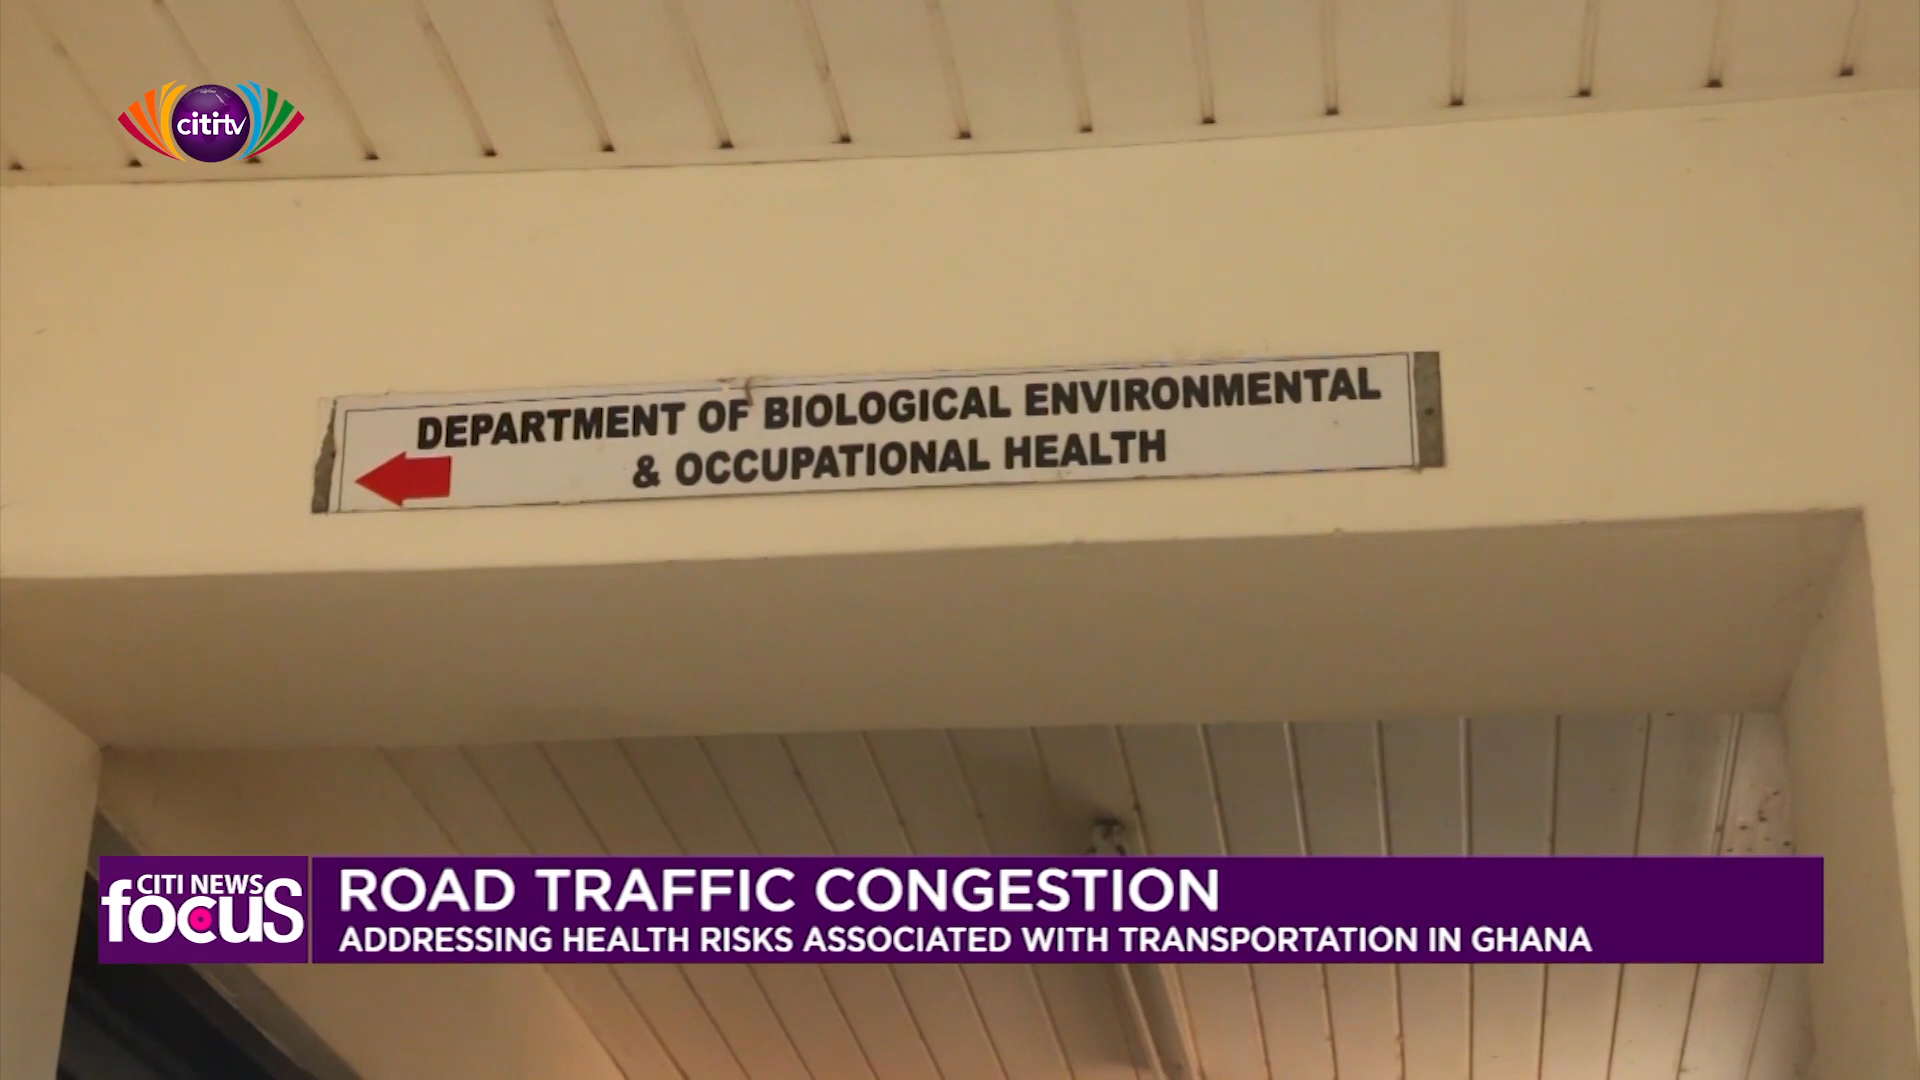 citi tv
DEPARTMENT OF BIOLOGICAL ENVIRONMENTAL
& OCCUPATIONAL HEALTH
CITI NEWS
focus
ROAD TRAFFIC CONGESTION
ADDRESSING HEALTH RISKS ASSOCIATED WITH TRANSPORTATION IN GHANA